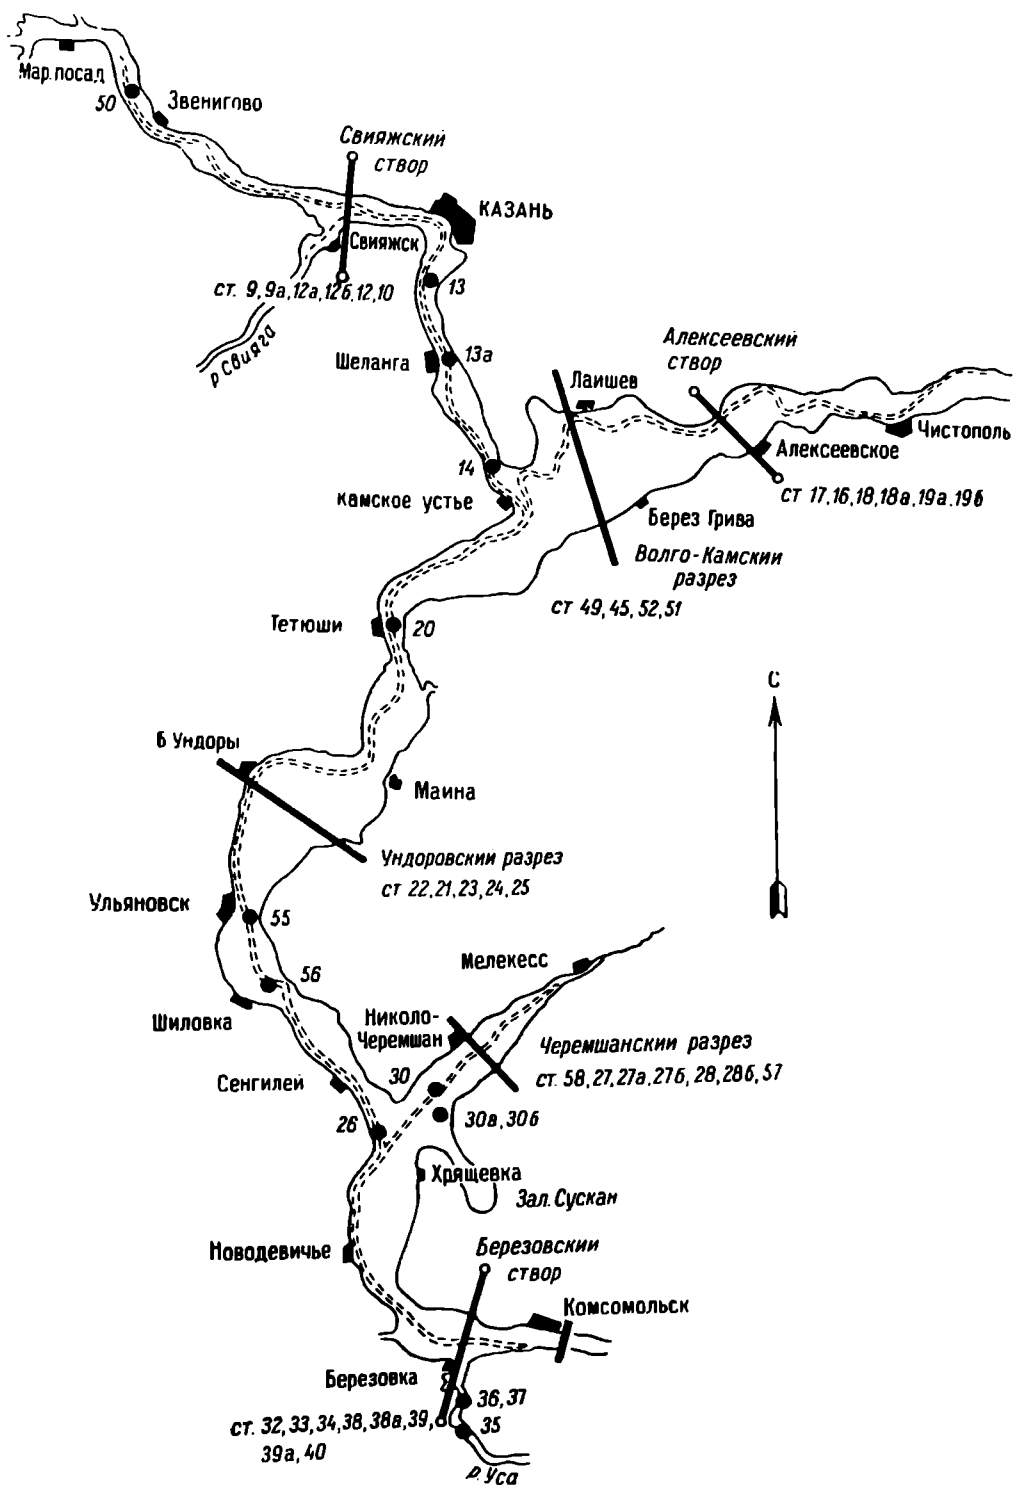 Мар. посад
50
Звенигово
Свияжский
створ
КАЗАНЬ
Свияжск
ст. 9, 9а, 12а, 12б, 12, 10
13
р Свияга
Шеланга
13а
Алексеевский
створ
Лаишев
Чистополь
Алексеевское
14
камское устье
ст 17, 16, 18, 18а, 19а. 19б
Берез Грива
Волго-Камский
разрез
ст 49, 45, 52, 51
Тетюши
20
С
б Ундоры
Маина
Ундоровский разрез
ст 22, 21, 23, 24, 25
Ульяновск
55
56
Мелекесс
Шиловка
Николо-
Черемшан
Черемшанский разрез
ст. 58, 27, 27а, 27б, 28, 28б, 57
Сенгилей
30
26
30в, 30б
Хрящевка
Зал. Сускан
Новодевичье
Березовский
створ
Комсомольск
Березовка
36, 37
ст. 32, 33, 34, 38, 38а, 39,
39а, 40
35
р. Уса